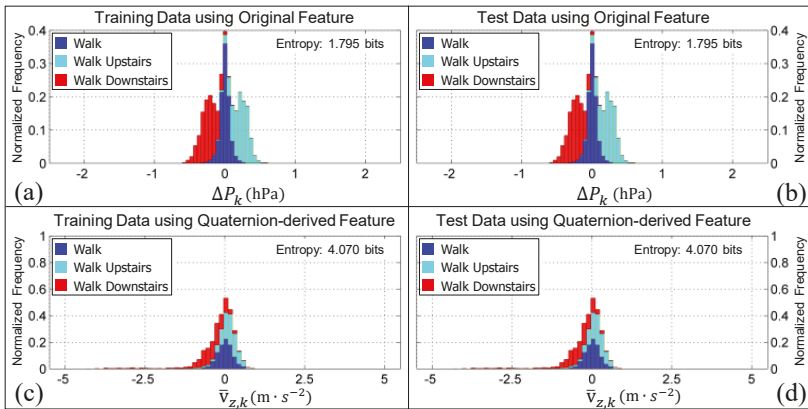 Training Data using Original Feature
Normalized Frequency
0.4
0.3
0.2
0.1
0
Walk
Walk Upstairs
Walk Downstairs
Entropy: 1.795 bits
-2 -1 0 1 2
(a)
ΔP_k (hPa)
Test Data using Original Feature
Walk
Walk Upstairs
Walk Downstairs
Entropy: 1.795 bits
0.4
0.3
0.2
0.1
0
Normalized Frequency
-2 -1 0 1 2
ΔP_k (hPa)
(b)
Training Data using Quaternion-derived Feature
Normalized Frequency
1
0.8
0.6
0.4
0.2
0
Walk
Walk Upstairs
Walk Downstairs
Entropy: 4.070 bits
-5 -2.5 0 2.5 5
(c)
v̅_{z,k} (m · s⁻²)
Test Data using Quaternion-derived Feature
Walk
Walk Upstairs
Walk Downstairs
Entropy: 4.070 bits
1
0.8
0.6
0.4
0.2
0
Normalized Frequency
-5 -2.5 0 2.5 5
v̅_{z,k} (m · s⁻²)
(d)